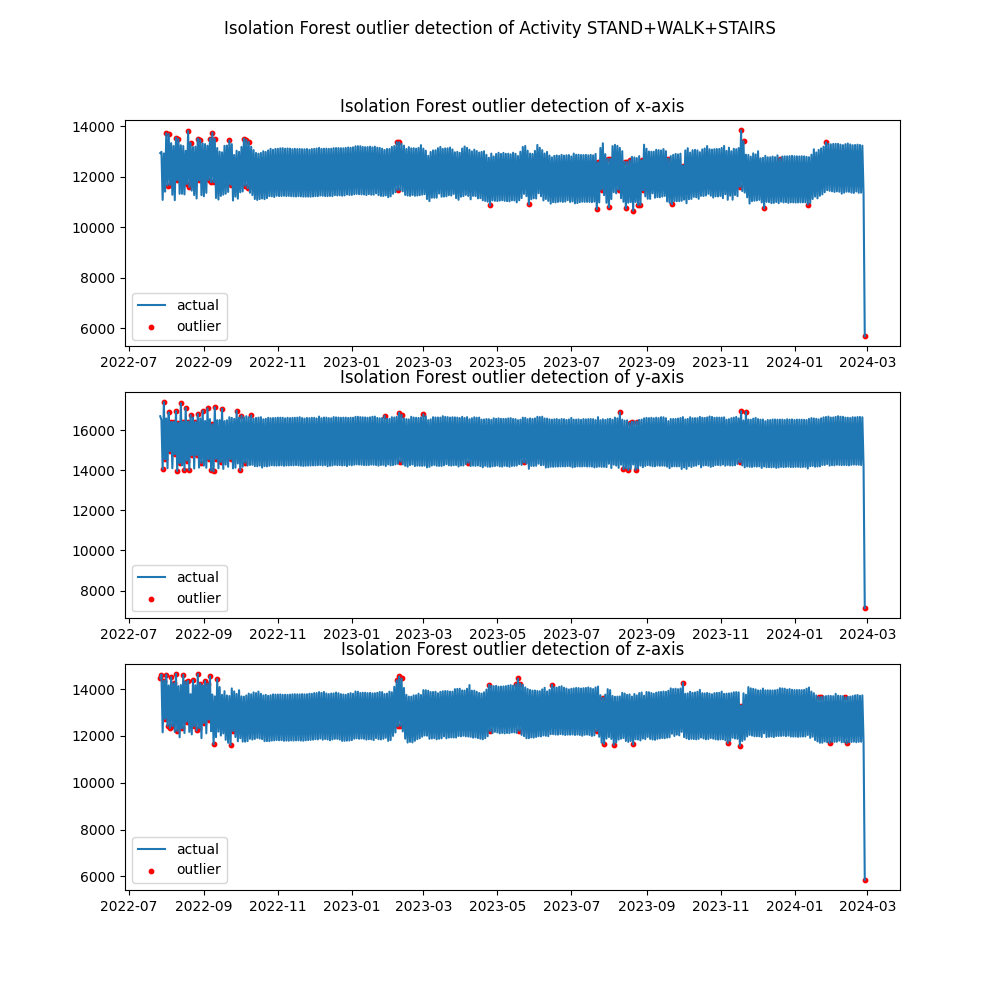 Isolation Forest outlier detection of Activity STAND+WALK+STAIRS
Isolation Forest outlier detection of x-axis
14000
12000
10000
8000
6000
actual
outlier
2022-07 2022-09 2022-11 2023-01 2023-03 2023-05 2023-07 2023-09 2023-11 2024-01 2024-03
Isolation Forest outlier detection of y-axis
16000
14000
12000
10000
8000
actual
outlier
2022-07 2022-09 2022-11 2023-01 2023-03 2023-05 2023-07 2023-09 2023-11 2024-01 2024-03
Isolation Forest outlier detection of z-axis
14000
12000
10000
8000
6000
actual
outlier
2022-07 2022-09 2022-11 2023-01 2023-03 2023-05 2023-07 2023-09 2023-11 2024-01 2024-03